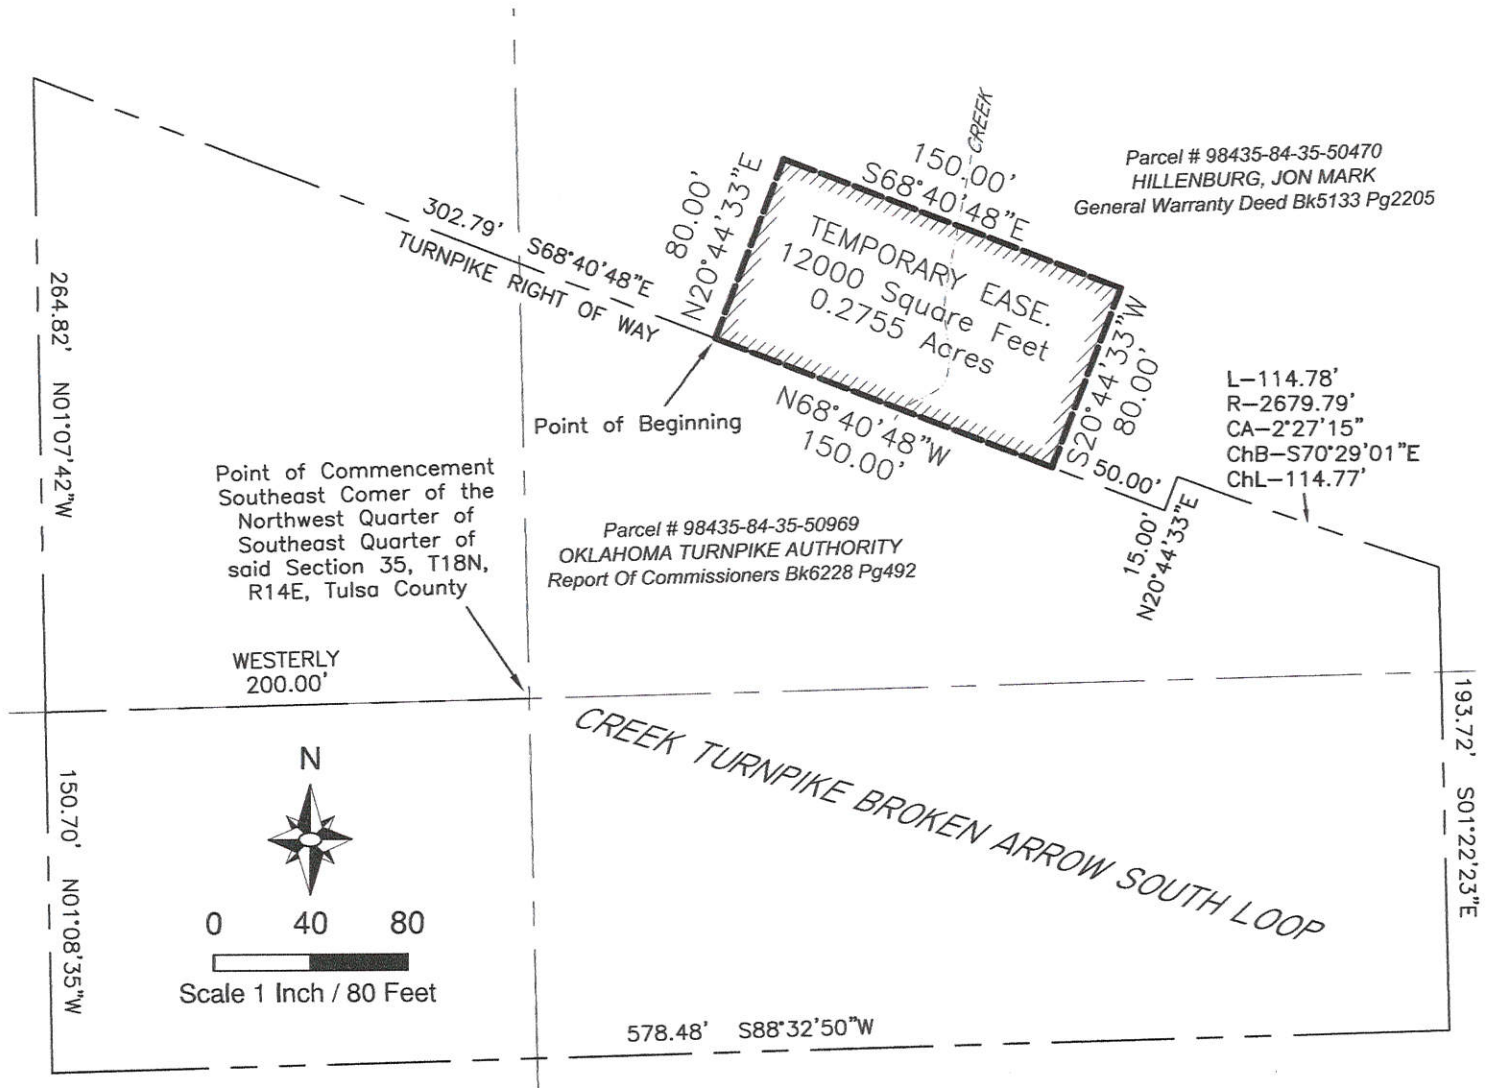 CREEK
150.00'
S68°40'48"E
Parcel # 98435-84-35-50470
HILLENBURG, JON MARK
General Warranty Deed Bk5133 Pg2205
80.00'
N20°44'33"E
302.79'
S68°40'48"E
TURNPIKE RIGHT OF WAY
TEMPORARY EASE.
12000 Square Feet
0.2755 Acres
S20°44'33"W
80.00'
264.82' N01°07'42"W
Point of Beginning
N68°40'48"W
150.00'
L-114.78'
R-2679.79'
CA-2°27'15"
ChB-S70°29'01"E
ChL-114.77'
50.00'
15.00'
N20°44'33"E
Point of Commencement
Southeast Corner of the
Northwest Quarter of
Southeast Quarter of
said Section 35, T18N,
R14E, Tulsa County
Parcel # 98435-84-35-50969
OKLAHOMA TURNPIKE AUTHORITY
Report Of Commissioners Bk6228 Pg492
WESTERLY
200.00'
CREEK TURNPIKE BROKEN ARROW SOUTH LOOP
193.72' S01°22'23"E
150.70' N01°08'35"W
N
0 40 80
Scale 1 Inch / 80 Feet
578.48' S88°32'50"W